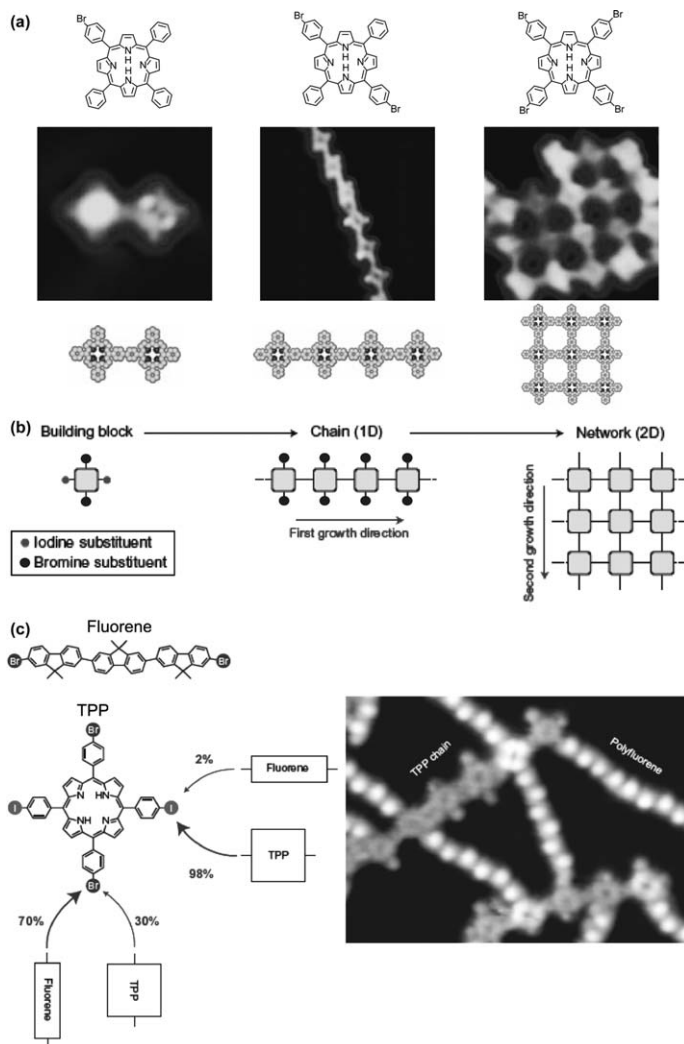 (a)
Br
Br
Br
Br
Br
Br
Br
N
H
H
N
N
N
N
H
H
N
N
N
N
H
H
N
N
N
(b)
Building block
Chain (1D)
Network (2D)
First growth direction
Second growth direction
Iodine substituent
Bromine substituent
(c)
Fluorene
Br
Br
TPP
Br
NH
N
I
I
NH
N
Br
2%
Fluorene
98%
TPP
70%
30%
Fluorene
TPP
TPP chain
Polyfluorene